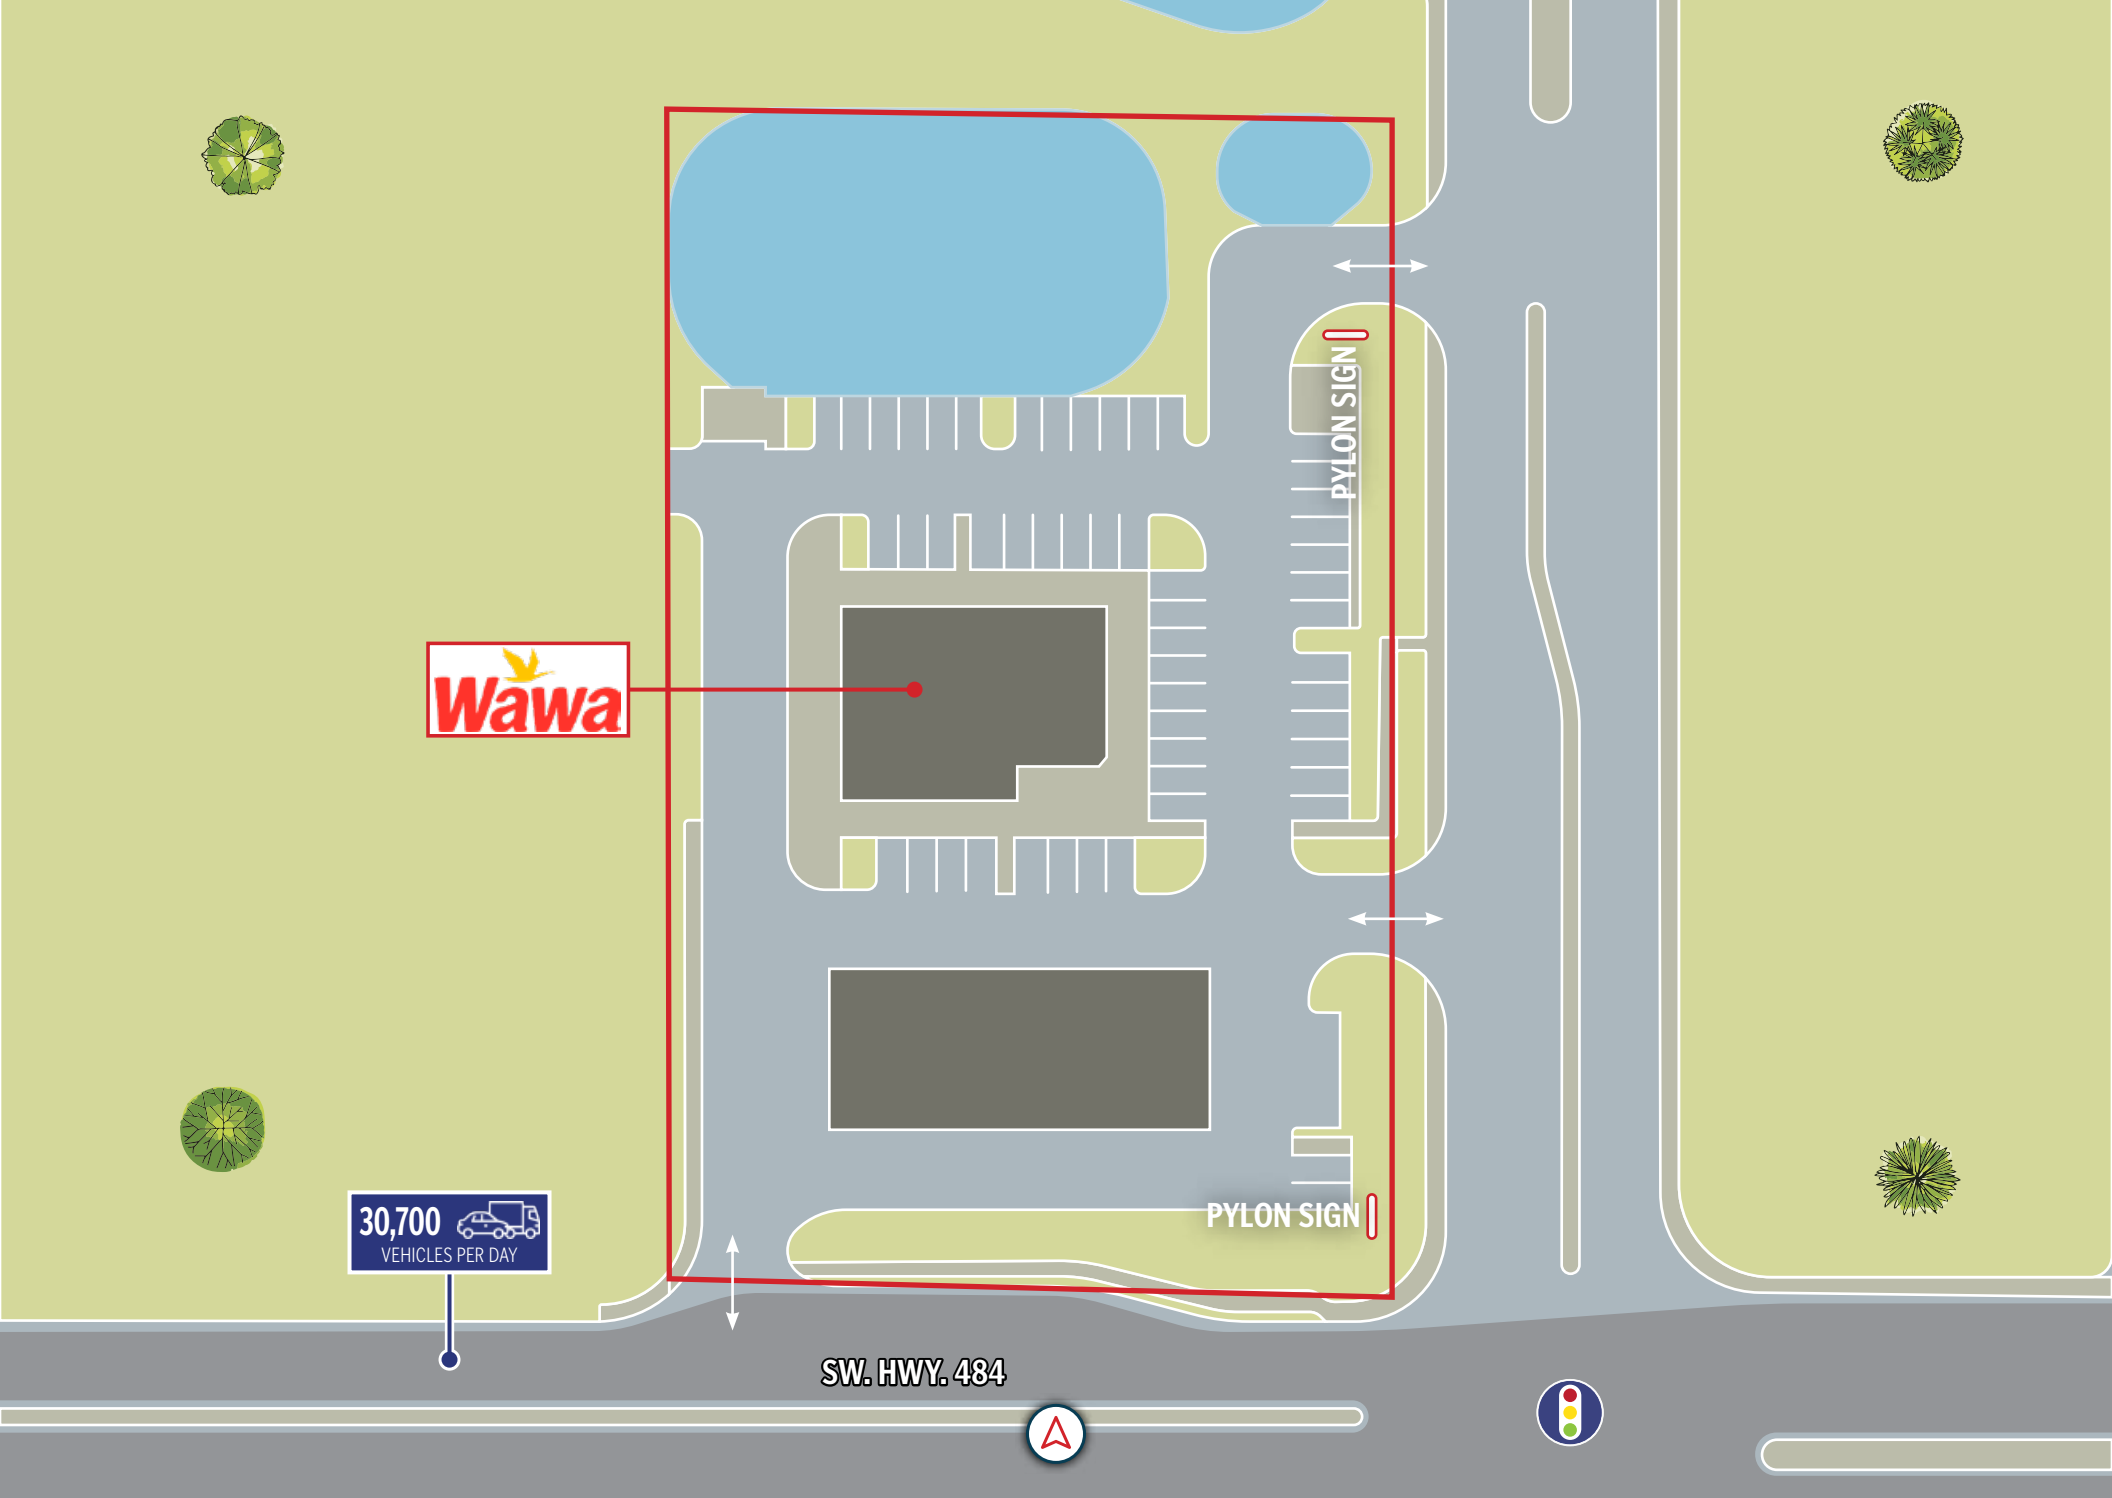 PYLON SIGN
Wawa
30,700
VEHICLES PER DAY
PYLON SIGN
SW. HWY. 484